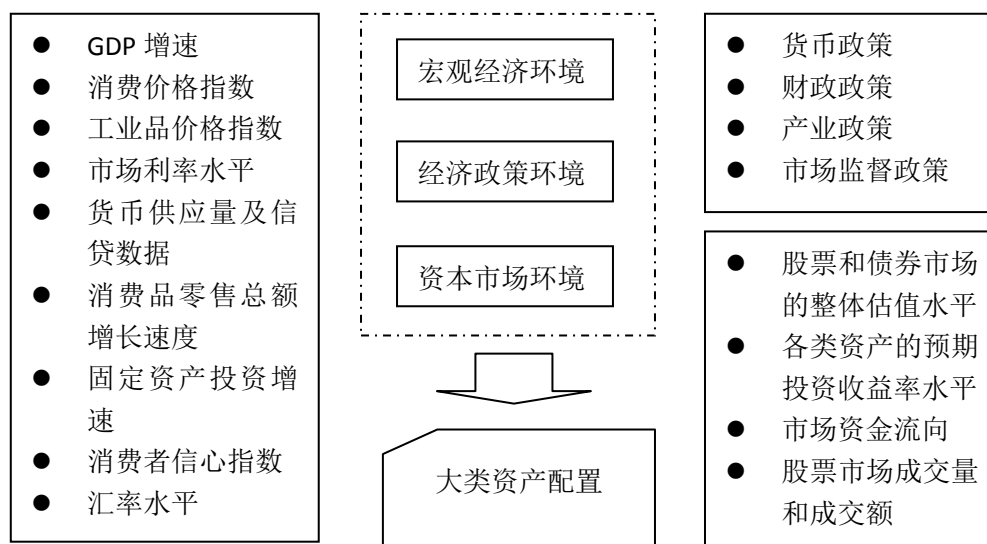 ● GDP 增速
● 消费价格指数
● 工业品价格指数
● 市场利率水平
● 货币供应量及信
贷数据
● 消费品零售总额
增长速度
● 固定资产投资增
速
● 消费者信心指数
● 汇率水平
宏观经济环境
经济政策环境
资本市场环境
大类资产配置
● 货币政策
● 财政政策
● 产业政策
● 市场监督政策
● 股票和债券市场
的整体估值水平
● 各类资产的预期
投资收益率水平
● 市场资金流向
● 股票市场成交量
和成交额